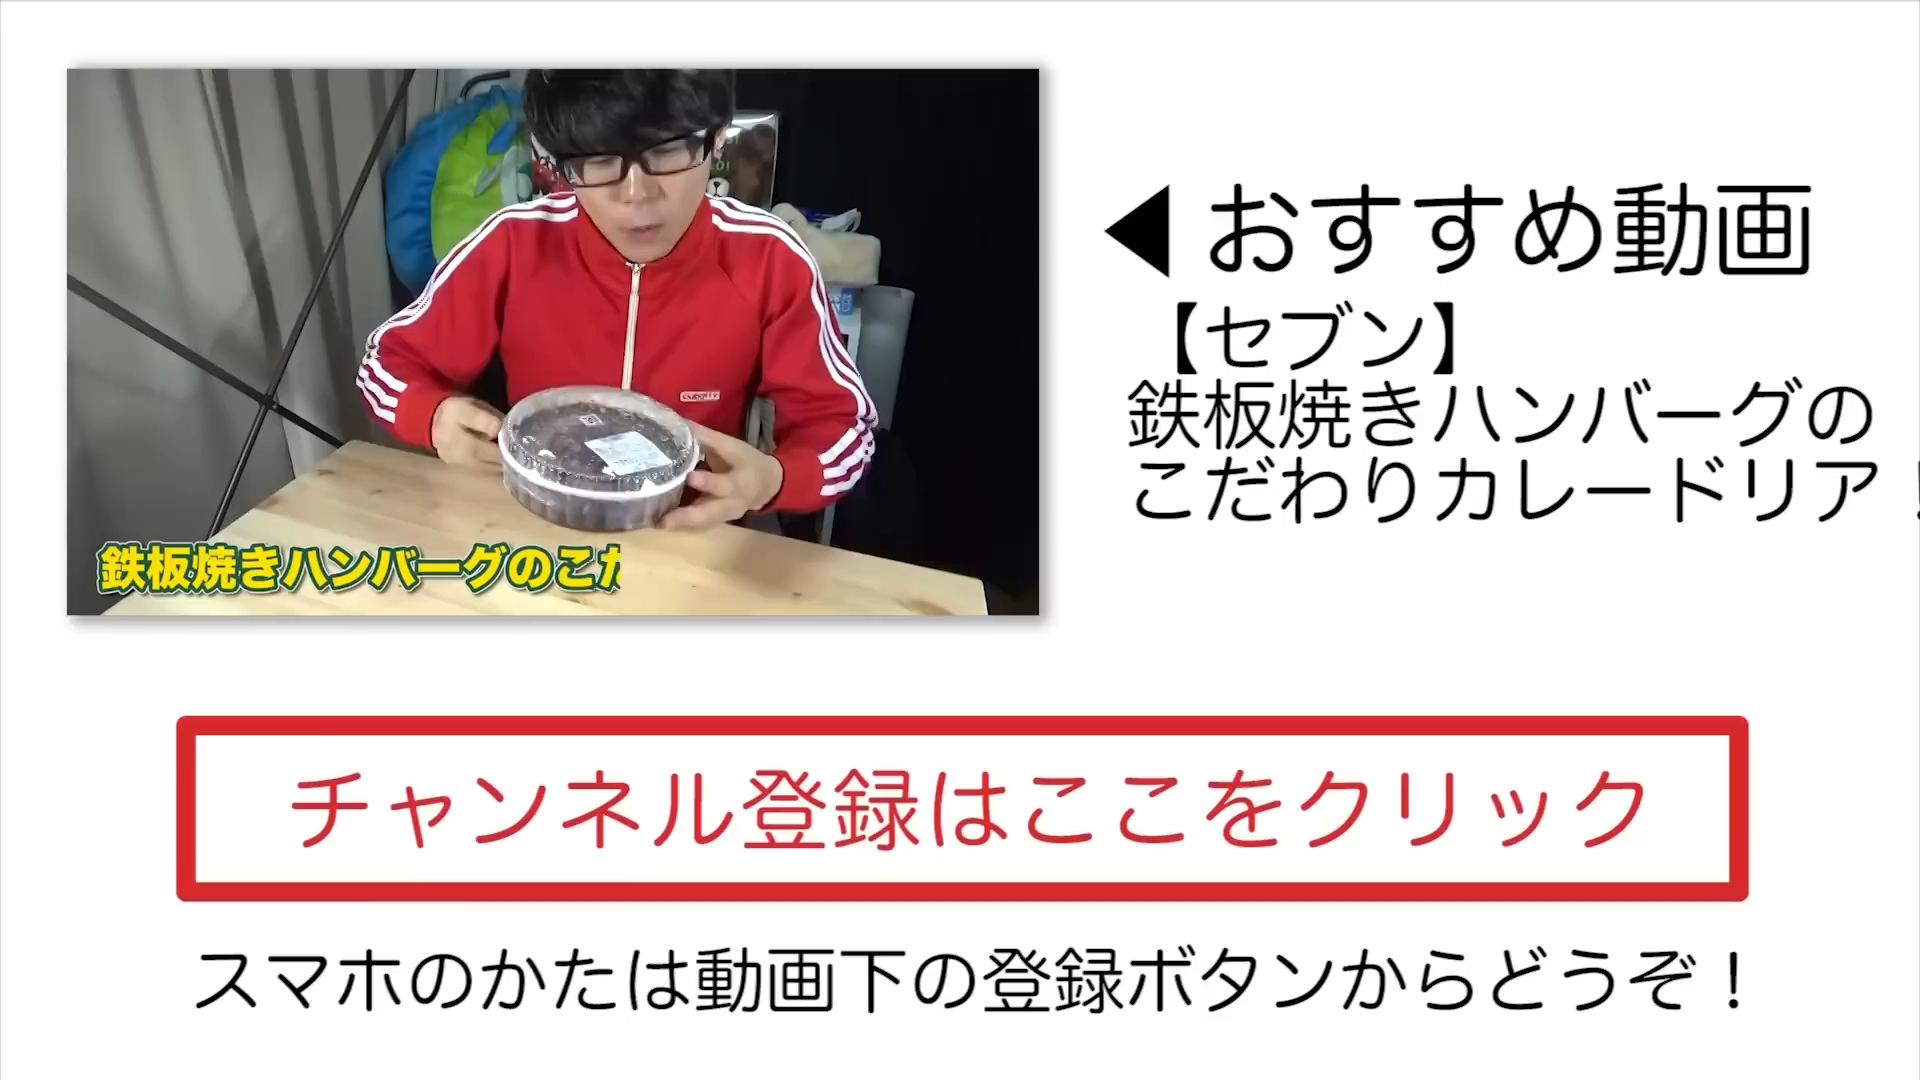 ◀おすすめ動画
【セブン】
鉄板焼きハンバーグの
こだわりカレードリア！
鉄板焼きハンバーグのこだ
チャンネル登録はここをクリック
スマホのかたは動画下の登録ボタンからどうぞ！